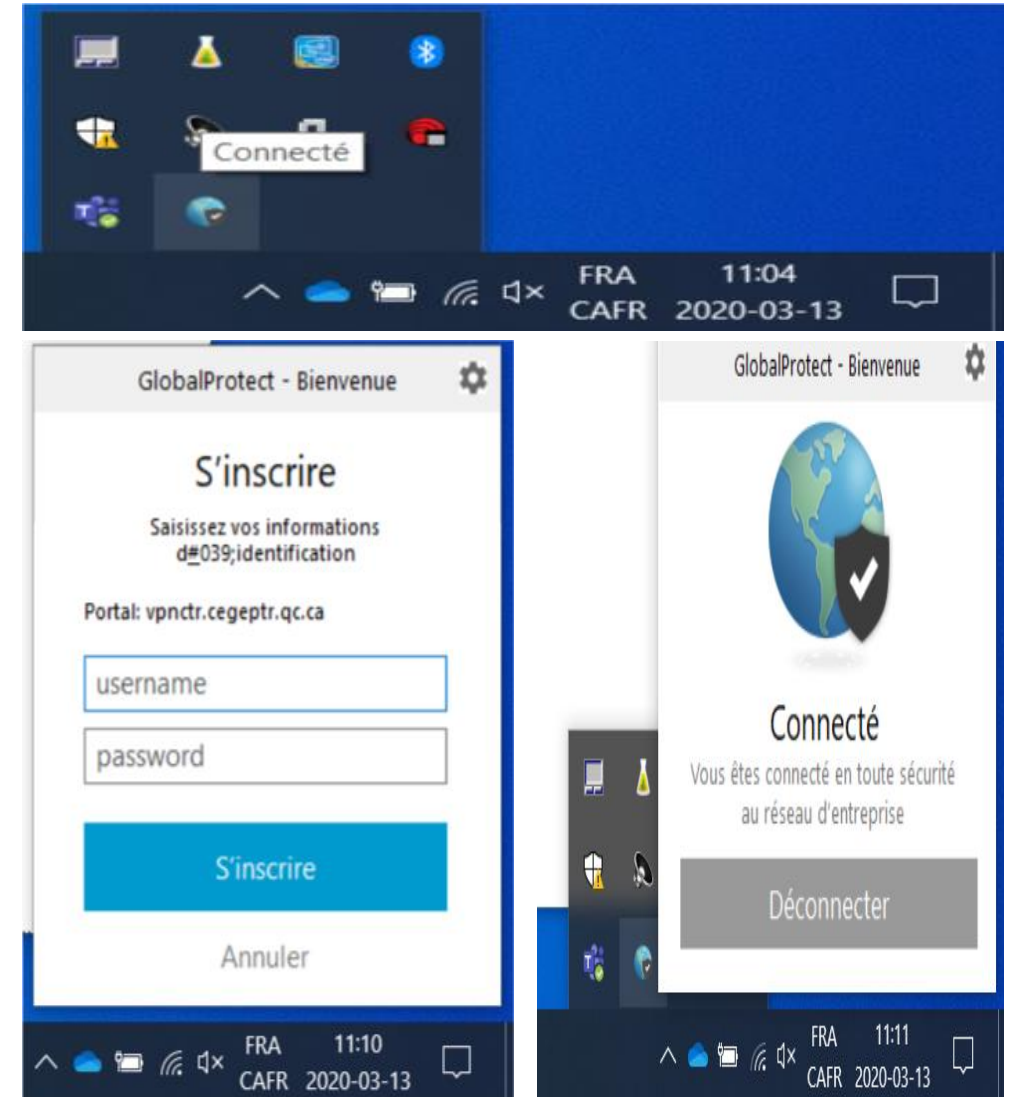 Connecté
FRA
CAFR
11:04
2020-03-13
GlobalProtect - Bienvenue
S'inscrire
Saisissez vos informations
d&#039;identification
Portal: vpnctr.cegeptr.qc.ca
username
password
S'inscrire
Annuler
FRA
CAFR
11:10
2020-03-13
GlobalProtect - Bienvenue
Connecté
Vous êtes connecté en toute sécurité
au réseau d'entreprise
Déconnecter
FRA
CAFR
11:11
2020-03-13